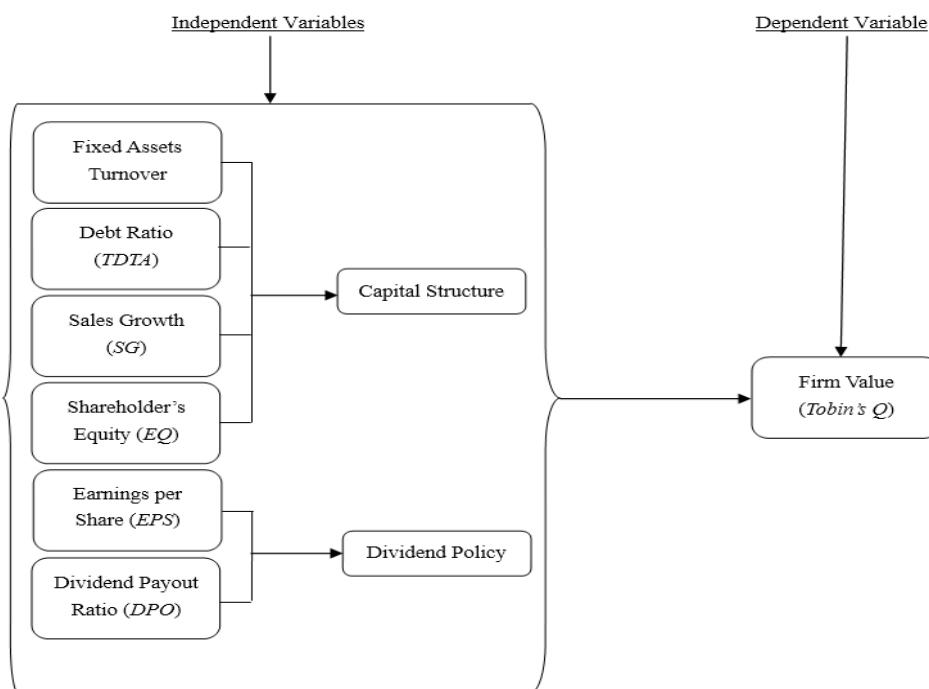 Independent Variables
Dependent Variable
Fixed Assets
Turnover
Debt Ratio
(TDTA)
Capital Structure
Sales Growth
(SG)
Firm Value
(Tobin's Q)
Shareholder's
Equity (EQ)
Earnings per
Share (EPS)
Dividend Policy
Dividend Payout
Ratio (DPO)